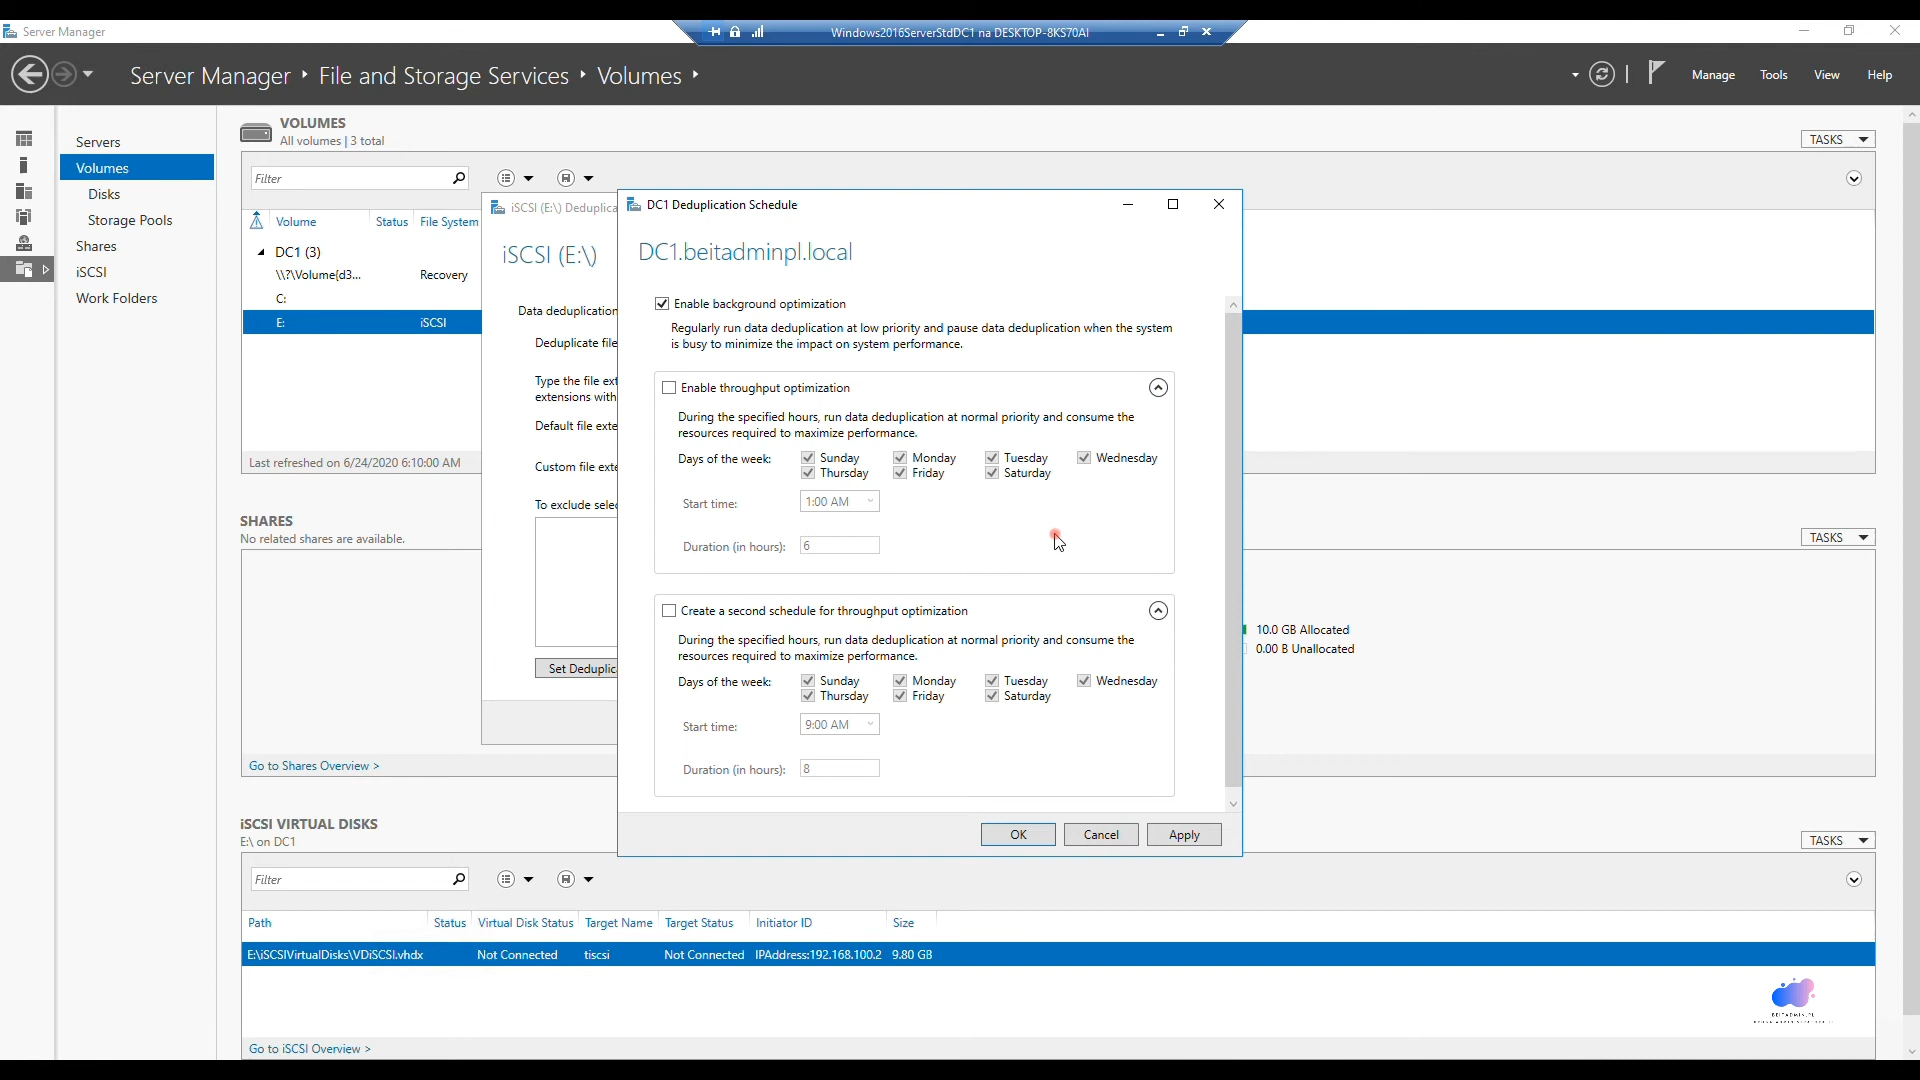 Server Manager
Windows2016ServerStdDC1 na DESKTOP-8KS70AI
Server Manager ‣ File and Storage Services ‣ Volumes ‣
Manage
Tools
View
Help
Servers
Volumes
Disks
Storage Pools
Shares
iSCSI
Work Folders
VOLUMES
All volumes | 3 total
TASKS
Filter
Volume Status File System
DC1 (3)
\\?\Volume{d3... Recovery
C:
E: iSCSI
Last refreshed on 6/24/2020 6:10:00 AM
SHARES
No related shares are available.
TASKS
10.0 GB Allocated
0.00 B Unallocated
Go to Shares Overview >
iSCSI (E:\) Deduplica
iSCSI (E:\)
Data deduplication
Deduplicate file
Type the file ext
extensions with
Default file exte
Custom file exte
To exclude selec
Set Deduplic
DC1 Deduplication Schedule
DC1.beitadminpl.local
Enable background optimization
Regularly run data deduplication at low priority and pause data deduplication when the system
is busy to minimize the impact on system performance.
Enable throughput optimization
During the specified hours, run data deduplication at normal priority and consume the
resources required to maximize performance.
Days of the week: Sunday Monday Tuesday Wednesday
Thursday Friday Saturday
Start time: 1:00 AM
Duration (in hours): 6
Create a second schedule for throughput optimization
During the specified hours, run data deduplication at normal priority and consume the
resources required to maximize performance.
Days of the week: Sunday Monday Tuesday Wednesday
Thursday Friday Saturday
Start time: 9:00 AM
Duration (in hours): 8
OK Cancel Apply
iSCSI VIRTUAL DISKS
E:\ on DC1
TASKS
Filter
Path Status Virtual Disk Status Target Name Target Status Initiator ID Size
E:\iSCSIVirtualDisks\VDiSCSI.vhdx Not Connected tiscsi Not Connected IPAddress:192.168.100.2 9.80 GB
BEITADMIN.PL
Go to iSCSI Overview >